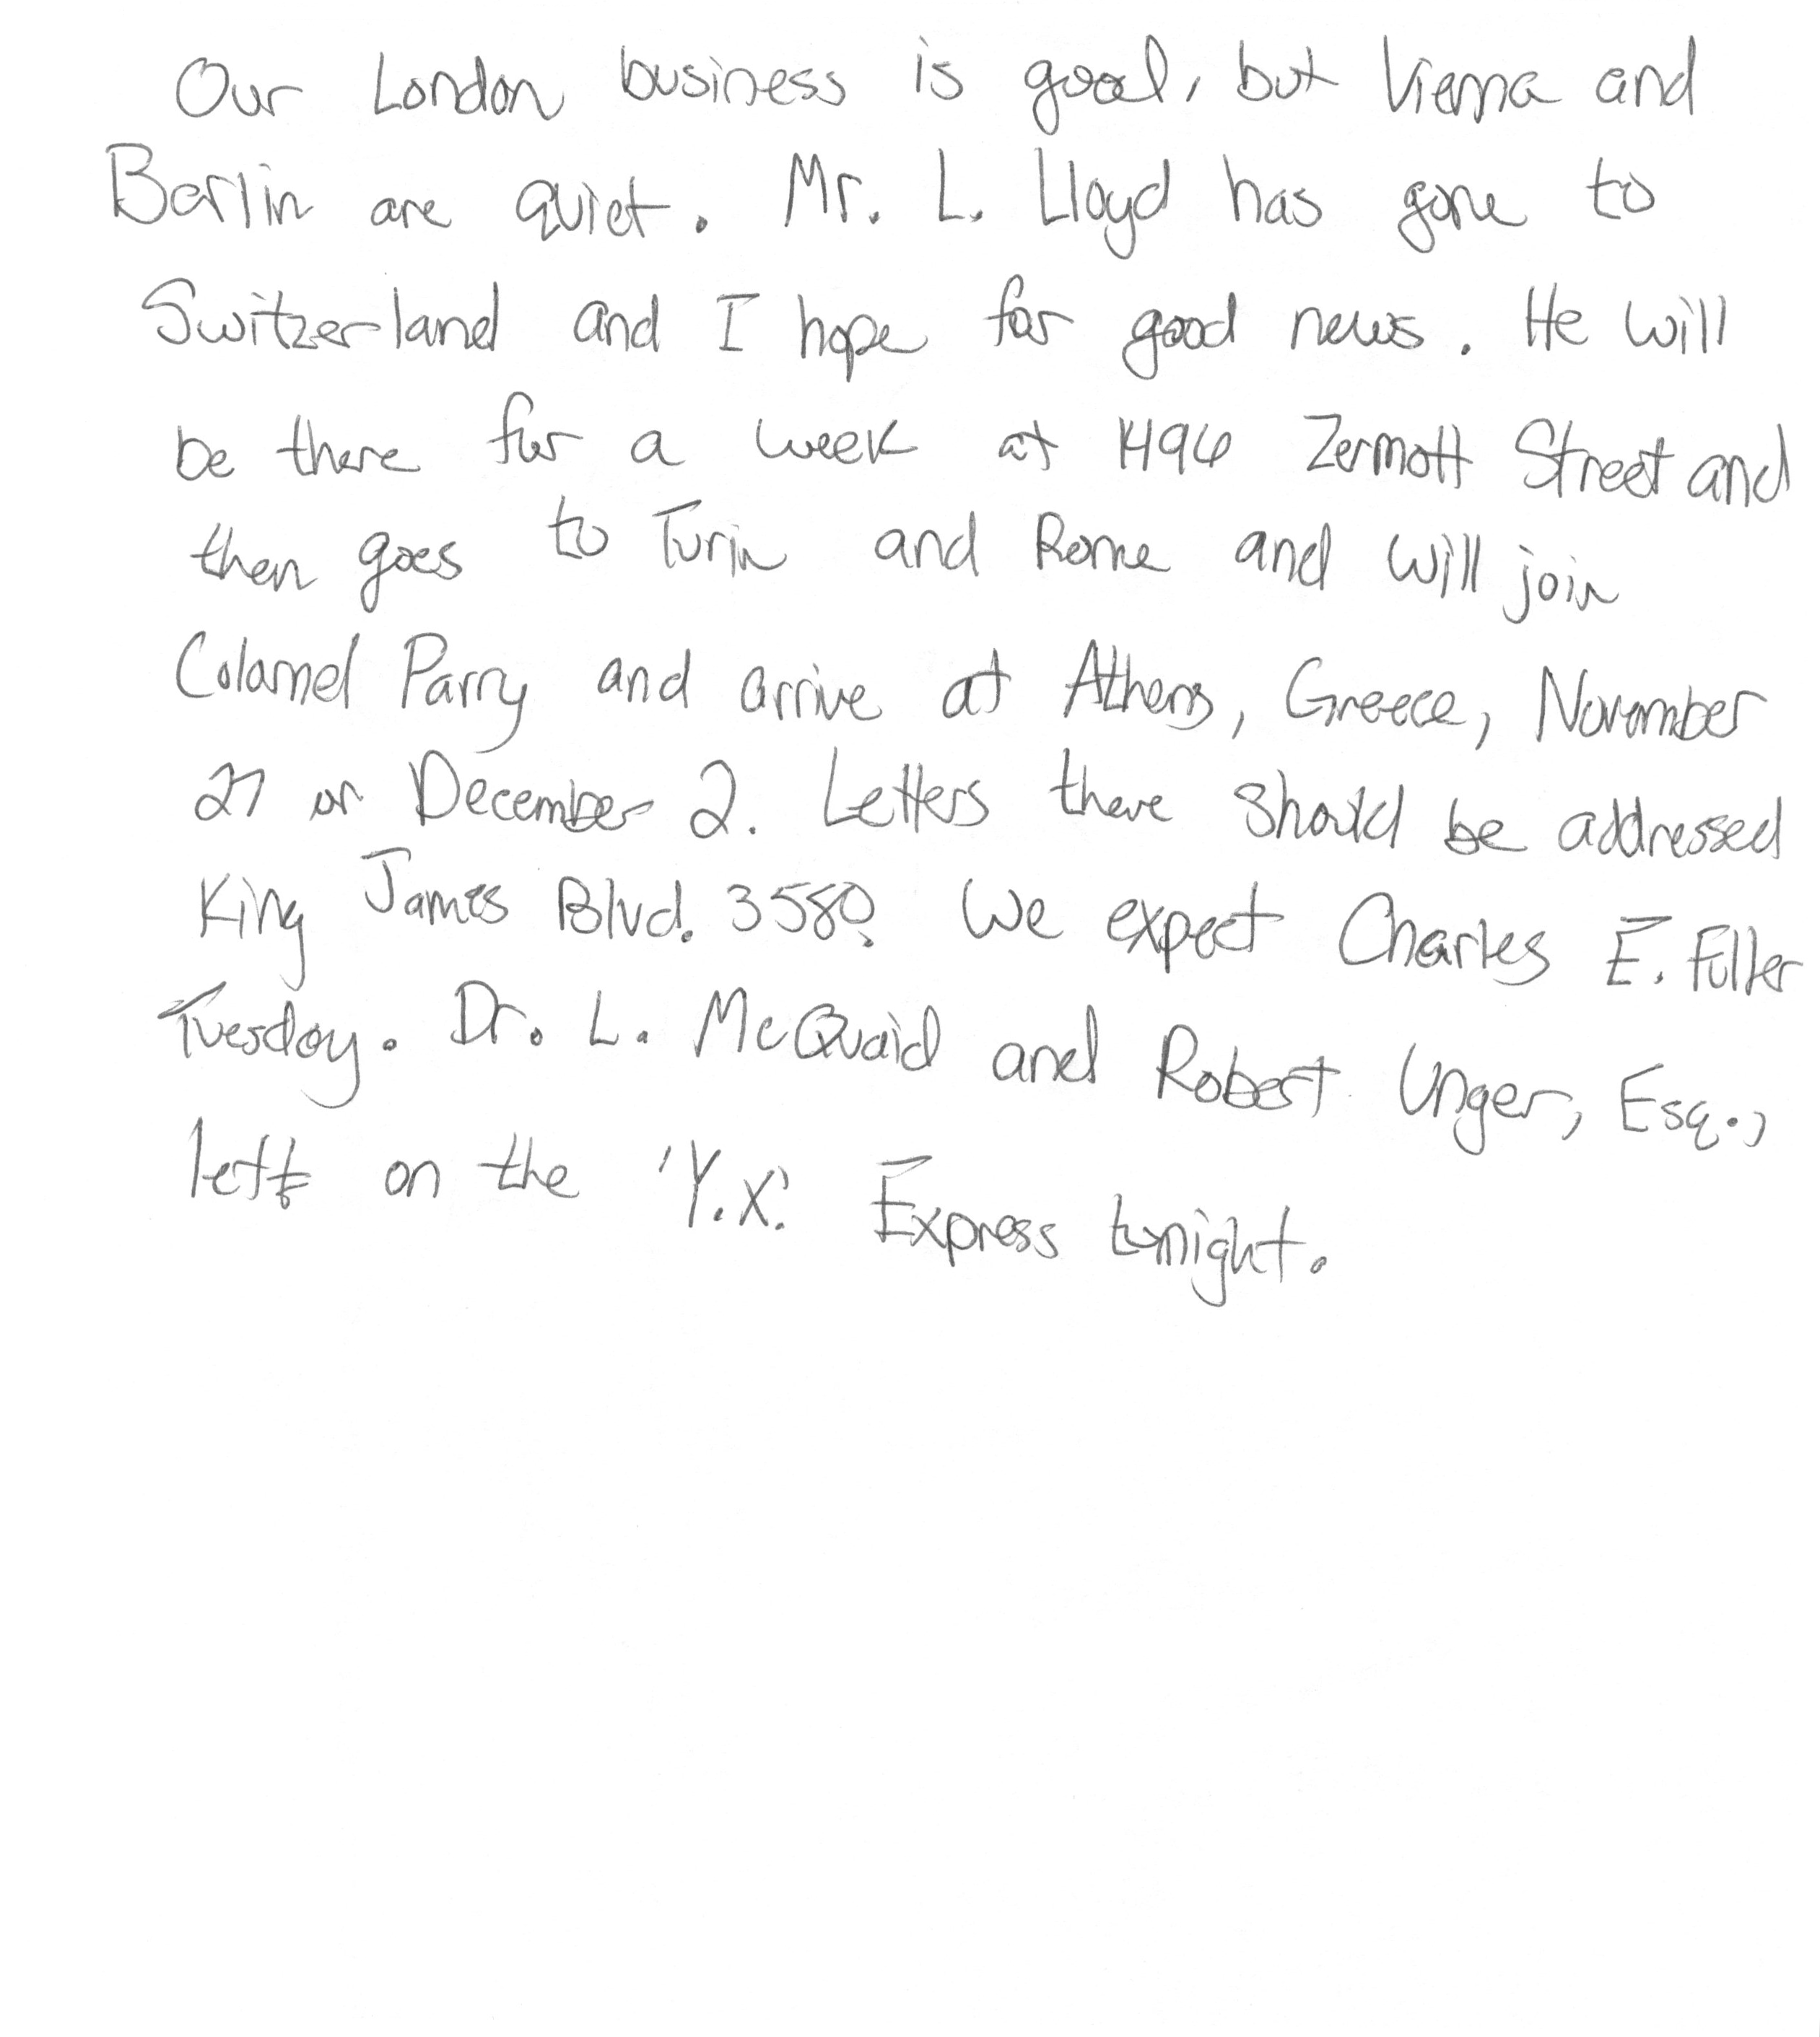 Our London business is good, but Vienna and
Berlin are quiet. Mr. L. Lloyd has gone to
Switzerland and I hope for good news. He will
be there for a week at 1496 Zermott Street and
then goes to Turin and Rome and will join
Colonel Parry and arrive at Athens, Greece, November
27 or December 2. Letters there should be addressed
King James Blvd. 3580. We expect Charles E. Fuller
Tuesday. Dr. L. McQuaid and Robert Unger, Esq.,
left on the 'Y.X.' Express tonight.